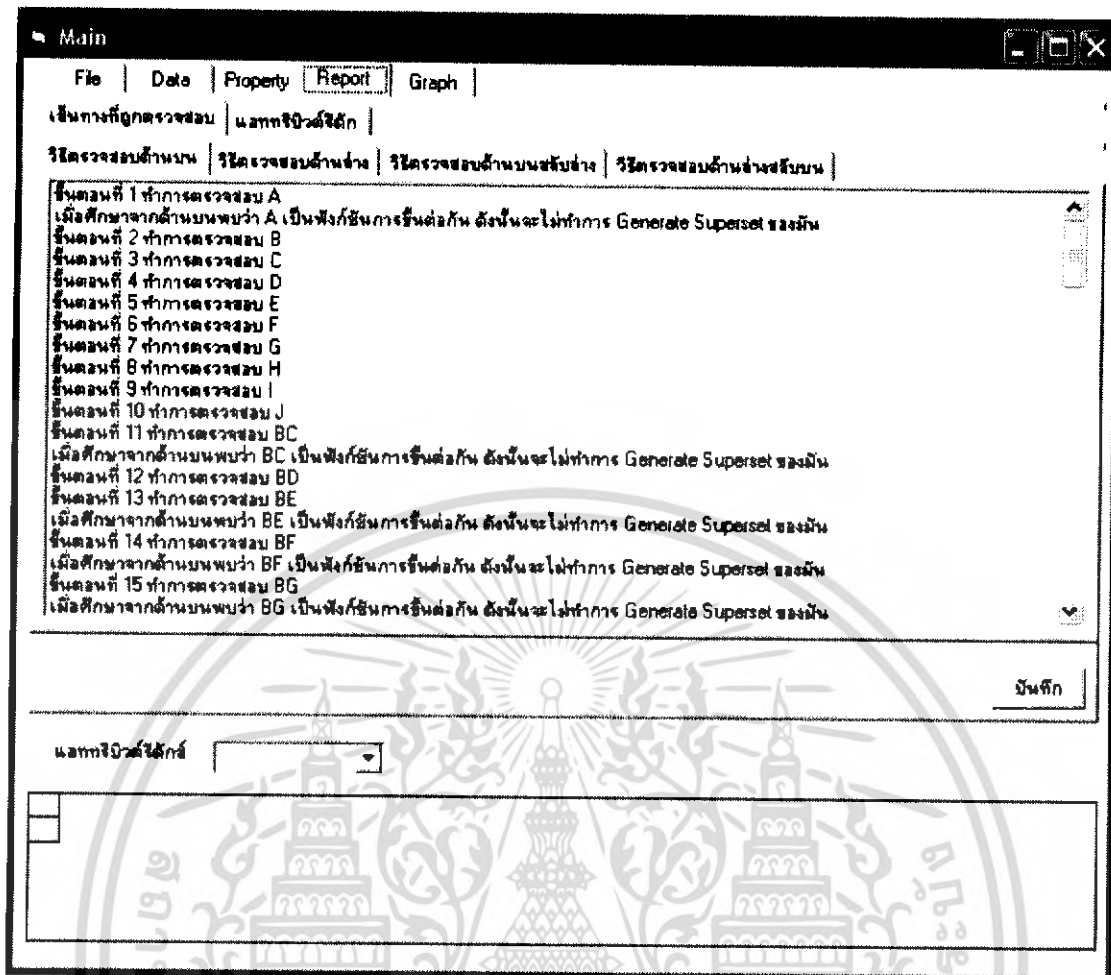 Main
File Data Property Report Graph
เส้นทางที่ถูกตรวจสอบ แอททริบิวต์รีดัก
วิธีตรวจสอบด้านบน วิธีตรวจสอบด้านล่าง วิธีตรวจสอบด้านบนสลับล่าง วิธีตรวจสอบด้านล่างสลับบน
ขั้นตอนที่ 1 ทำการตรวจสอบ A
เมื่อศึกษาจากด้านบนพบว่า A เป็นฟังก์ชันการขึ้นต่อกัน ดังนั้นจะไม่ทำการ Generate Superset ของมัน
ขั้นตอนที่ 2 ทำการตรวจสอบ B
ขั้นตอนที่ 3 ทำการตรวจสอบ C
ขั้นตอนที่ 4 ทำการตรวจสอบ D
ขั้นตอนที่ 5 ทำการตรวจสอบ E
ขั้นตอนที่ 6 ทำการตรวจสอบ F
ขั้นตอนที่ 7 ทำการตรวจสอบ G
ขั้นตอนที่ 8 ทำการตรวจสอบ H
ขั้นตอนที่ 9 ทำการตรวจสอบ I
ขั้นตอนที่ 10 ทำการตรวจสอบ J
ขั้นตอนที่ 11 ทำการตรวจสอบ BC
เมื่อศึกษาจากด้านบนพบว่า BC เป็นฟังก์ชันการขึ้นต่อกัน ดังนั้นจะไม่ทำการ Generate Superset ของมัน
ขั้นตอนที่ 12 ทำการตรวจสอบ BD
ขั้นตอนที่ 13 ทำการตรวจสอบ BE
เมื่อศึกษาจากด้านบนพบว่า BE เป็นฟังก์ชันการขึ้นต่อกัน ดังนั้นจะไม่ทำการ Generate Superset ของมัน
ขั้นตอนที่ 14 ทำการตรวจสอบ BF
เมื่อศึกษาจากด้านบนพบว่า BF เป็นฟังก์ชันการขึ้นต่อกัน ดังนั้นจะไม่ทำการ Generate Superset ของมัน
ขั้นตอนที่ 15 ทำการตรวจสอบ BG
เมื่อศึกษาจากด้านบนพบว่า BG เป็นฟังก์ชันการขึ้นต่อกัน ดังนั้นจะไม่ทำการ Generate Superset ของมัน
บันทึก
แอททริบิวต์รีดักส์